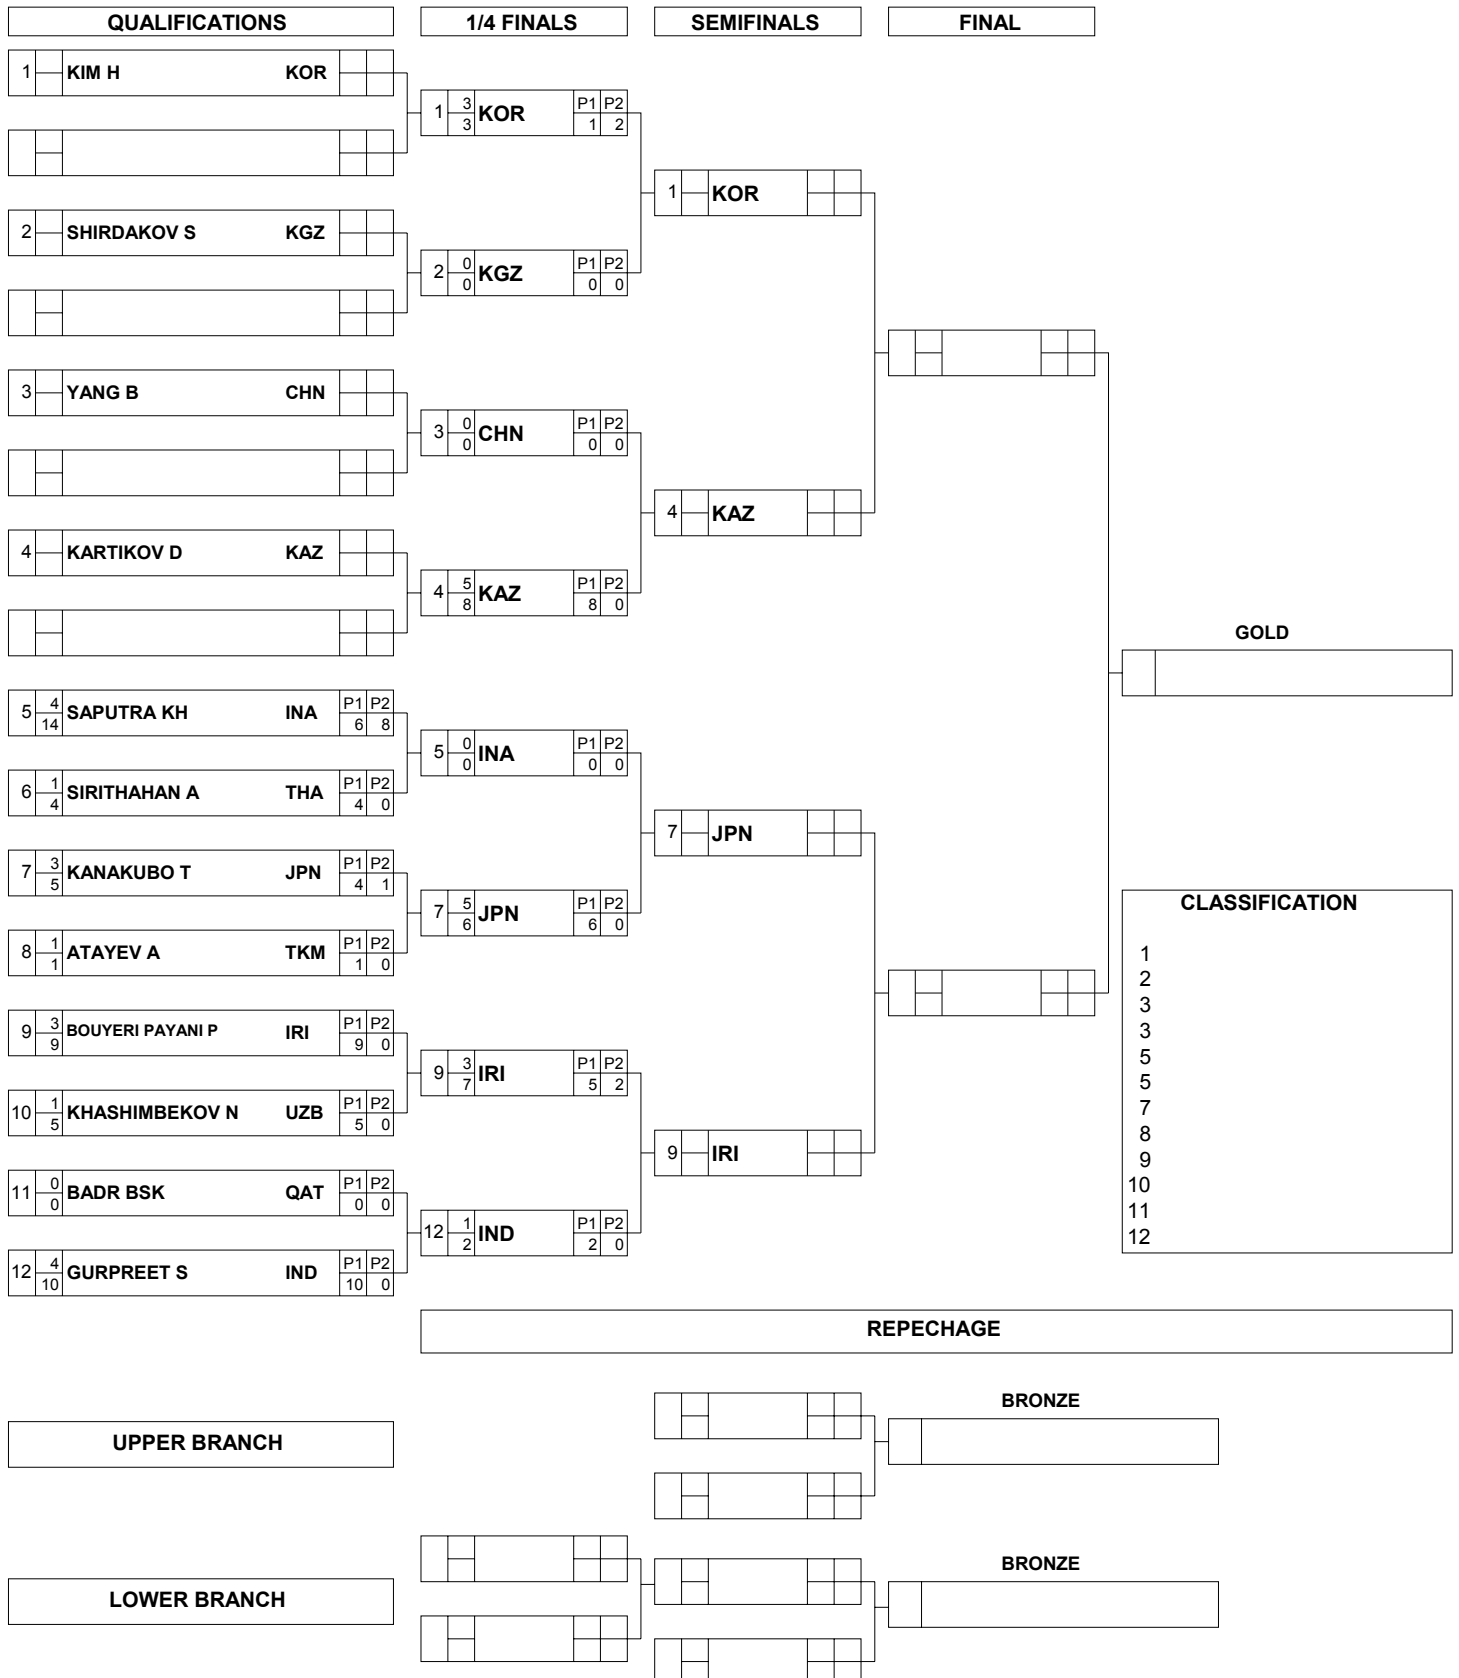 QUALIFICATIONS 1/4 FINALS SEMIFINALS FINAL
1 KIM H KOR
1 3 3 KOR P1 P2 1 2
1 KOR
2 SHIRDAKOV S KGZ
2 0 0 KGZ P1 P2 0 0
3 YANG B CHN
3 0 0 CHN P1 P2 0 0
4 KAZ
4 KARTIKOV D KAZ
4 5 8 KAZ P1 P2 8 0
GOLD
5 4 14 SAPUTRA KH INA P1 P2 6 8
5 0 0 INA P1 P2 0 0
6 1 4 SIRITHAHAN A THA P1 P2 4 0
7 JPN
7 3 5 KANAKUBO T JPN P1 P2 4 1
7 5 6 JPN P1 P2 6 0
8 1 1 ATAYEV A TKM P1 P2 1 0
9 3 9 BOUYERI PAYANI P IRI P1 P2 9 0
9 3 7 IRI P1 P2 5 2
10 1 5 KHASHIMBEKOV N UZB P1 P2 5 0
9 IRI
11 0 0 BADR BSK QAT P1 P2 0 0
12 1 2 IND P1 P2 2 0
12 4 10 GURPREET S IND P1 P2 10 0
CLASSIFICATION
1
2
3
3
5
5
7
8
9
10
11
12
REPECHAGE
BRONZE
UPPER BRANCH
BRONZE
LOWER BRANCH